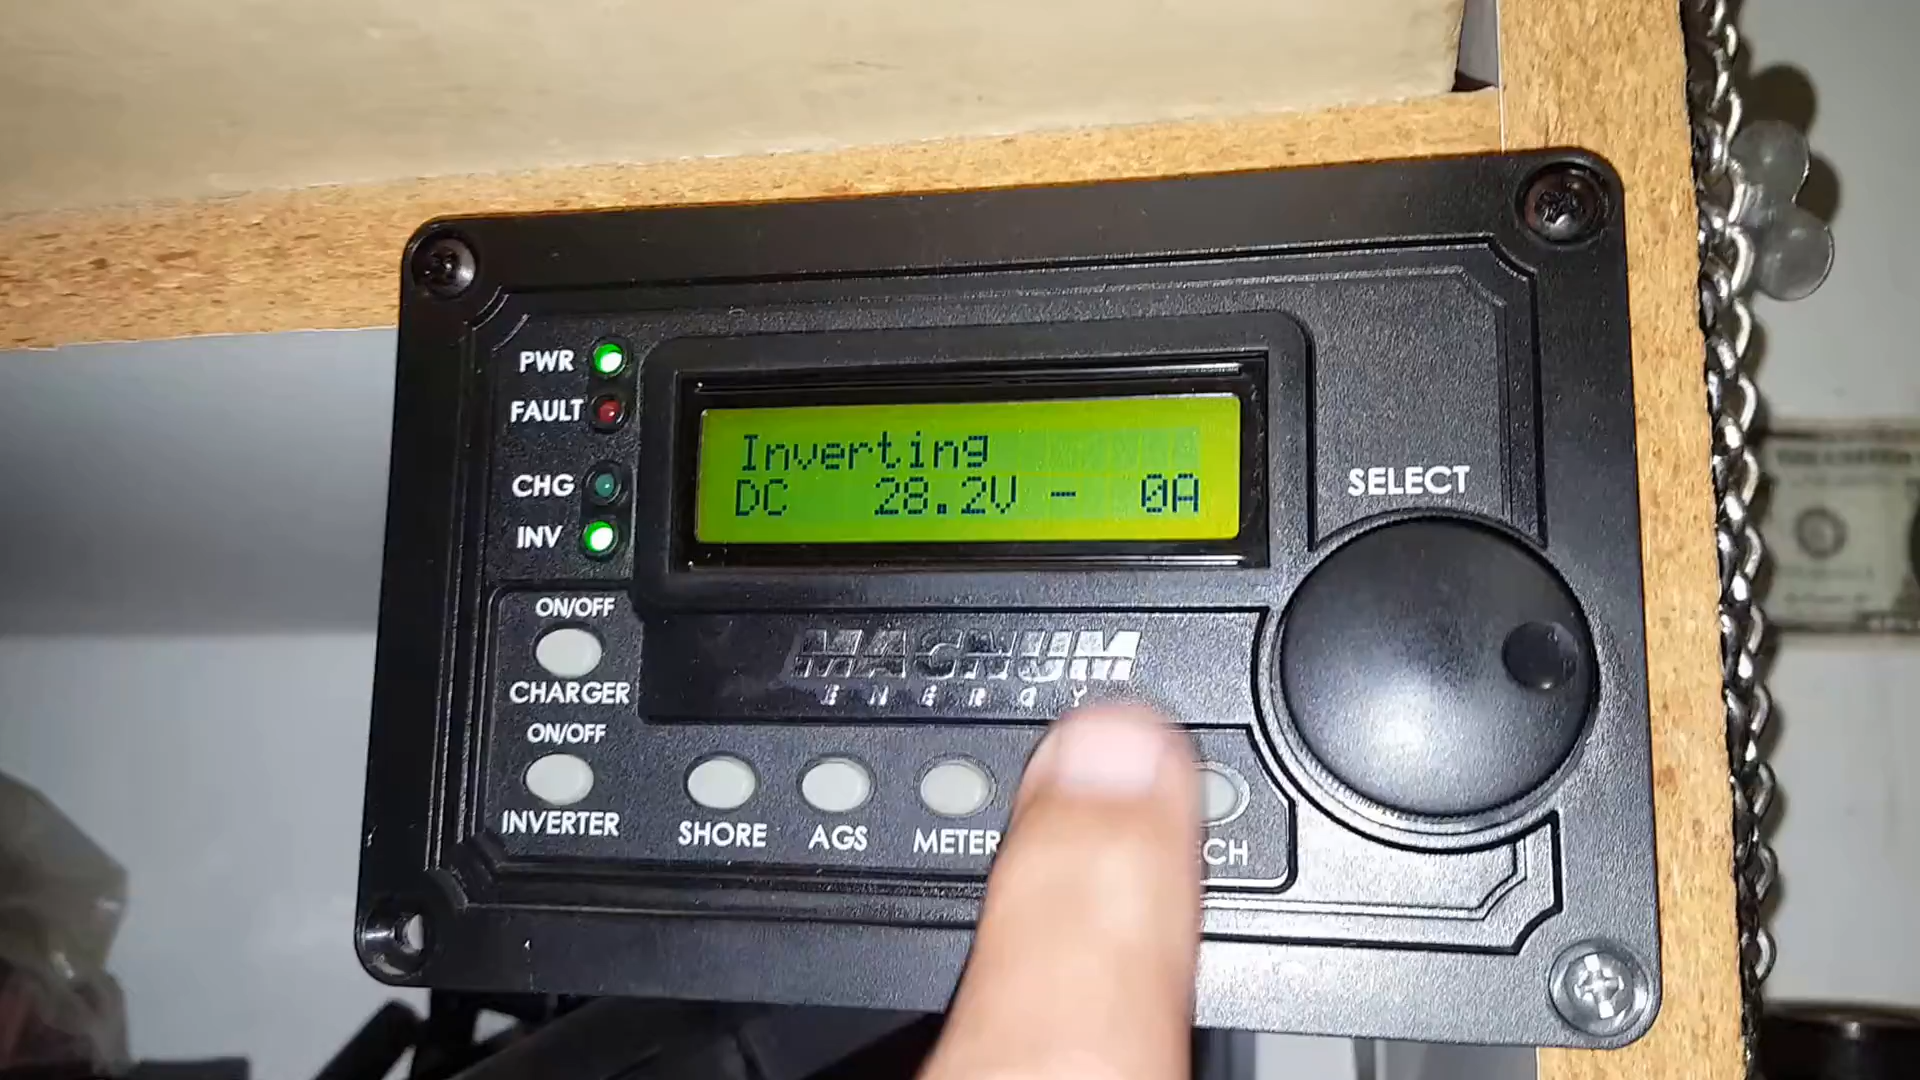 PWR
FAULT
CHG
INV
Inverting
DC 28.2V - 0A
SELECT
ON/OFF
CHARGER
ON/OFF
INVERTER
MAGNUM
ENERGY
SHORE
AGS
METER